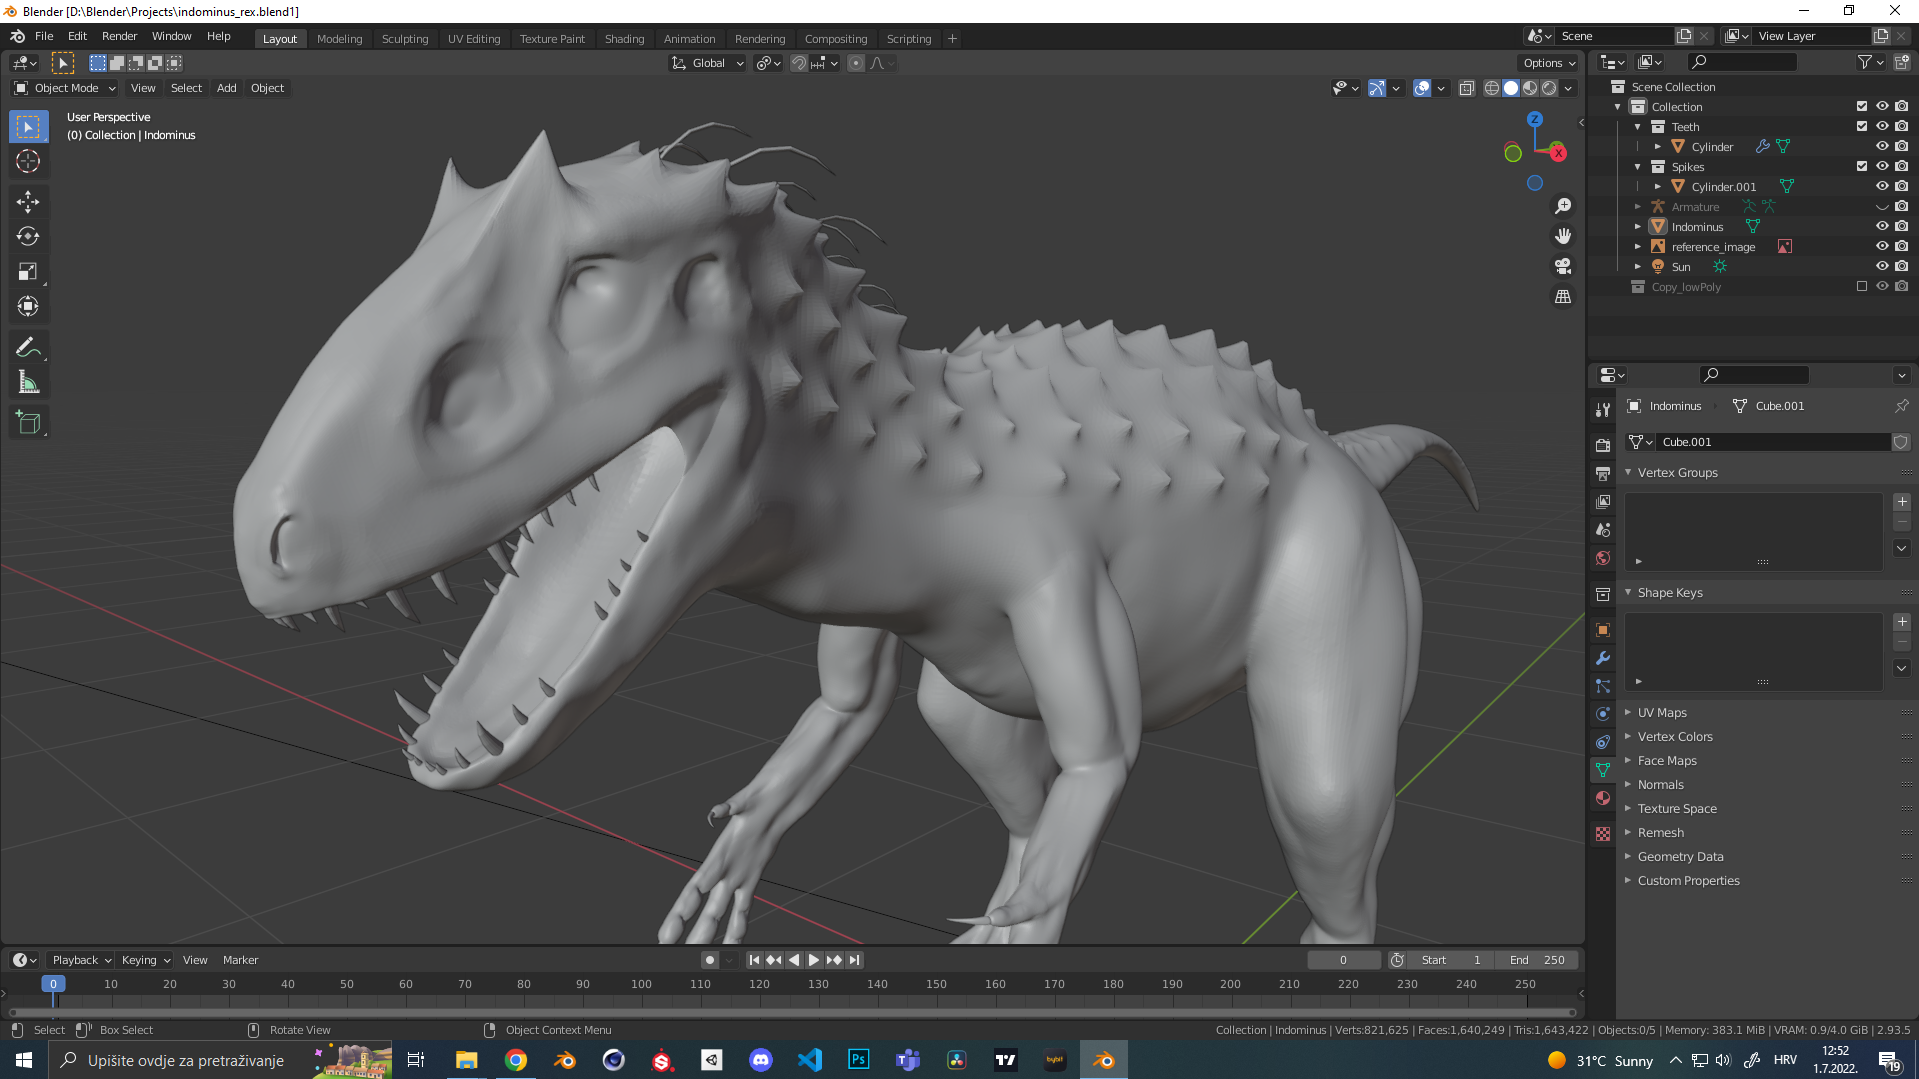 Blender [D:\Blender\Projects\indominus_rex.blend1]
File Edit Render Window Help
Layout Modeling Sculpting UV Editing Texture Paint Shading Animation Rendering Compositing Scripting +
Scene
View Layer
Global
Options
Object Mode View Select Add Object
User Perspective
(0) Collection | Indominus
Z
X
Scene Collection
Collection
Teeth
Cylinder
Spikes
Cylinder.001
Armature
Indominus
reference_image
Sun
Copy_lowPoly
Indominus Cube.001
Cube.001
Vertex Groups
Shape Keys
UV Maps
Vertex Colors
Face Maps
Normals
Texture Space
Remesh
Geometry Data
Custom Properties
Playback Keying View Marker
0 Start 1 End 250
0 10 20 30 40 50 60 70 80 90 100 110 120 130 140 150 160 170 180 190 200 210 220 230 240 250
Select Box Select Rotate View Object Context Menu
Collection | Indominus | Verts:821,625 | Faces:1,640,249 | Tris:1,643,422 | Objects:0/5 | Memory: 383.1 MiB | VRAM: 0.9/4.0 GiB | 2.93.5
Upišite ovdje za pretraživanje
Ps
bybit
31°C Sunny
HRV
12:52
1.7.2022.
19